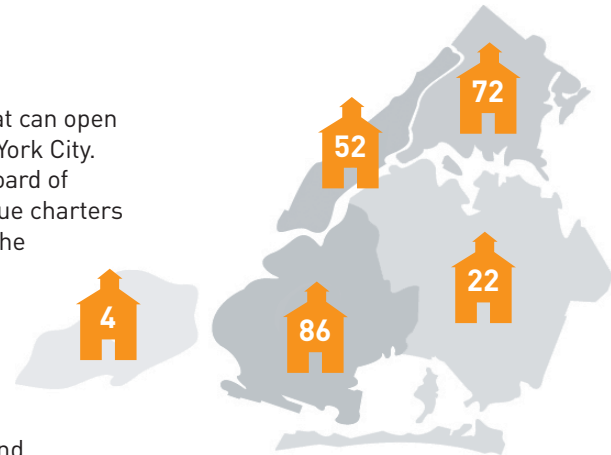 at can open
York City.
oard of
ue charters
he
nd
72
52
22
4
86